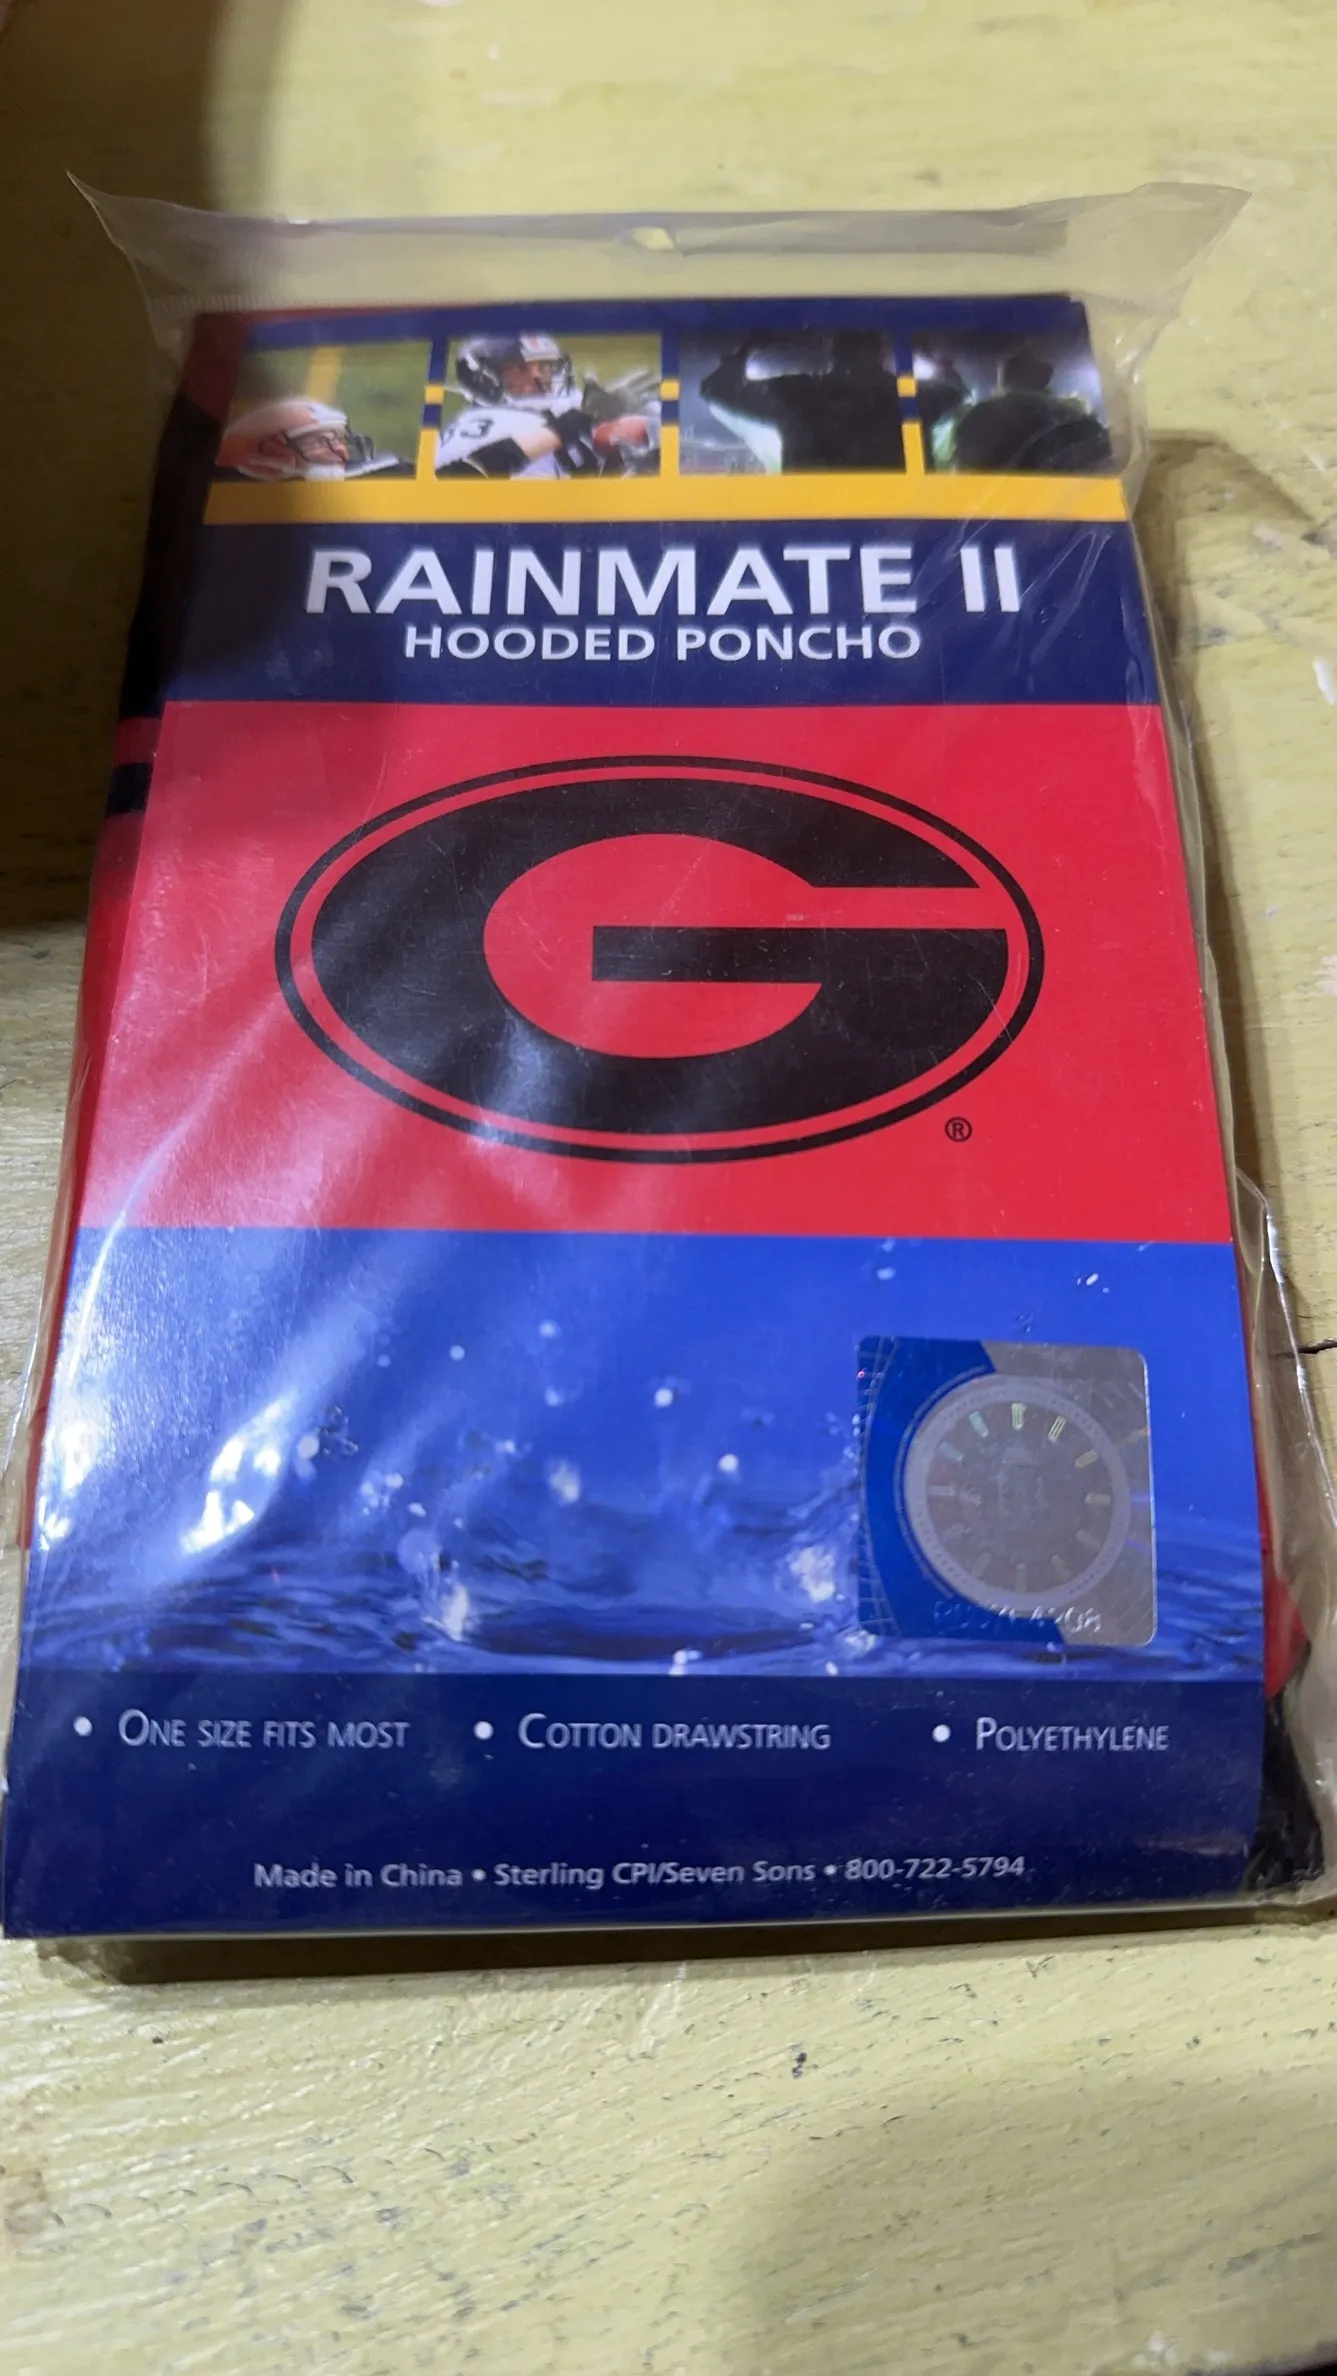 RAINMATE II
HOODED PONCHO
G
®
• ONE SIZE FITS MOST • COTTON DRAWSTRING • POLYETHYLENE
Made in China • Sterling CPI/Seven Sons • 800-722-5794